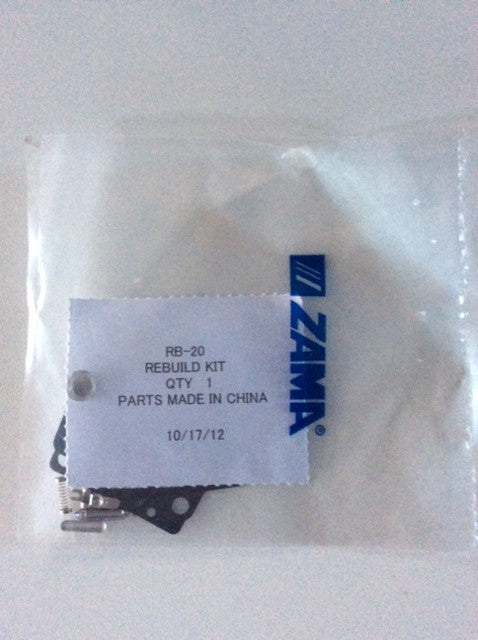 RB-20
REBUILD KIT
QTY 1
PARTS MADE IN CHINA
10/17/12
ZAMA®